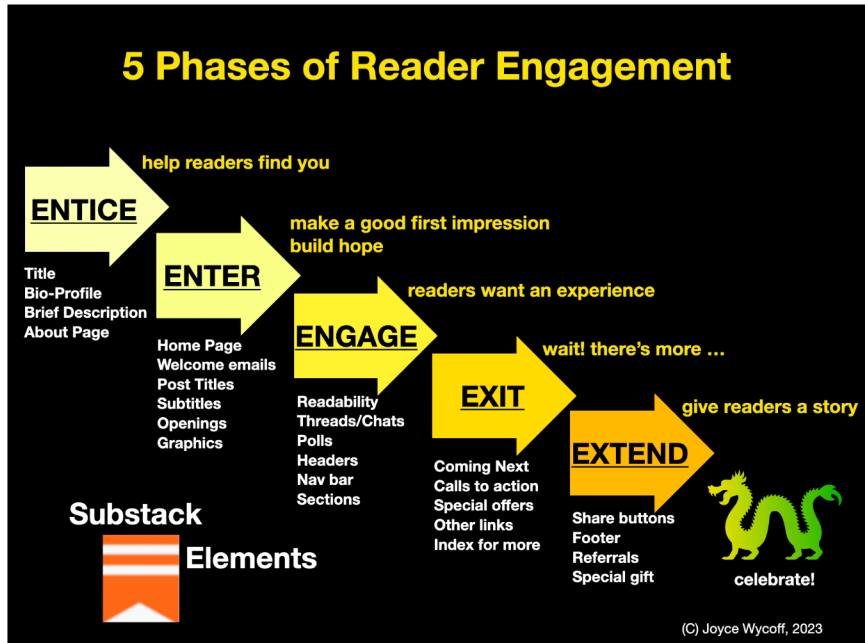 5 Phases of Reader Engagement
help readers find you
ENTICE
Title
Bio-Profile
Brief Description
About Page
make a good first impression
build hope
ENTER
Home Page
Welcome emails
Post Titles
Subtitles
Openings
Graphics
readers want an experience
ENGAGE
Readability
Threads/Chats
Polls
Headers
Nav bar
Sections
wait! there's more ...
EXIT
Coming Next
Calls to action
Special offers
Other links
Index for more
give readers a story
EXTEND
Share buttons
Footer
Referrals
Special gift
celebrate!
Substack
Elements
(C) Joyce Wycoff, 2023